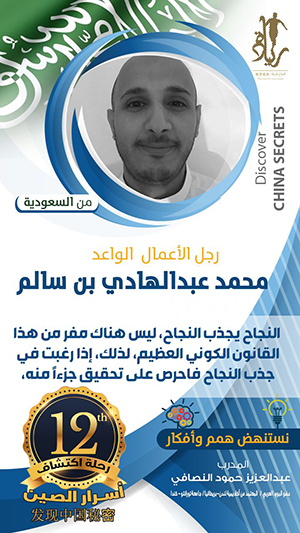 ريادة
Discover
CHINA SECRETS
من السعودية
رجل الأعمال الواعد
محمد عبدالهادي بن سالم
النجاح يجذب النجاح، ليس هناك مفر من هذا
القانون الكوني العظيم، لذلك، إذا رغبت في
جذب النجاح فاحرص على تحقيق جزءاً منه،
12th
رحلة اكتشاف
أسرار الصين
发现中国秘密
نستنهض همم وأفكار
المدرب
عبدالعزيز حمود النصافي